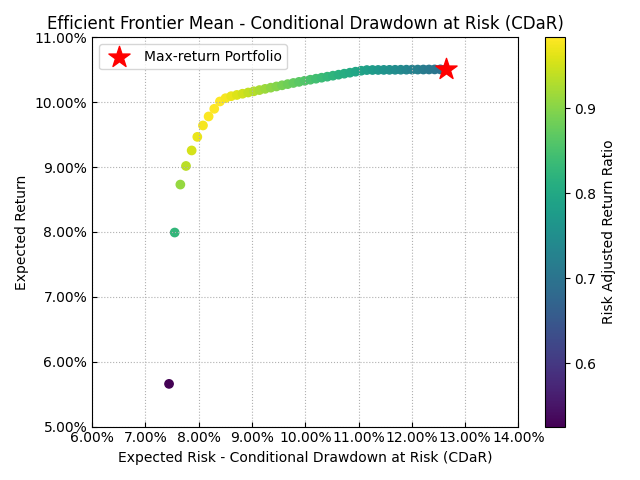 Efficient Frontier Mean - Conditional Drawdown at Risk (CDaR)
11.00%
10.00%
9.00%
8.00%
7.00%
6.00%
5.00%
Expected Return
Max-return Portfolio
6.00% 7.00% 8.00% 9.00% 10.00% 11.00% 12.00% 13.00% 14.00%
Expected Risk - Conditional Drawdown at Risk (CDaR)
0.9
0.8
0.7
0.6
Risk Adjusted Return Ratio